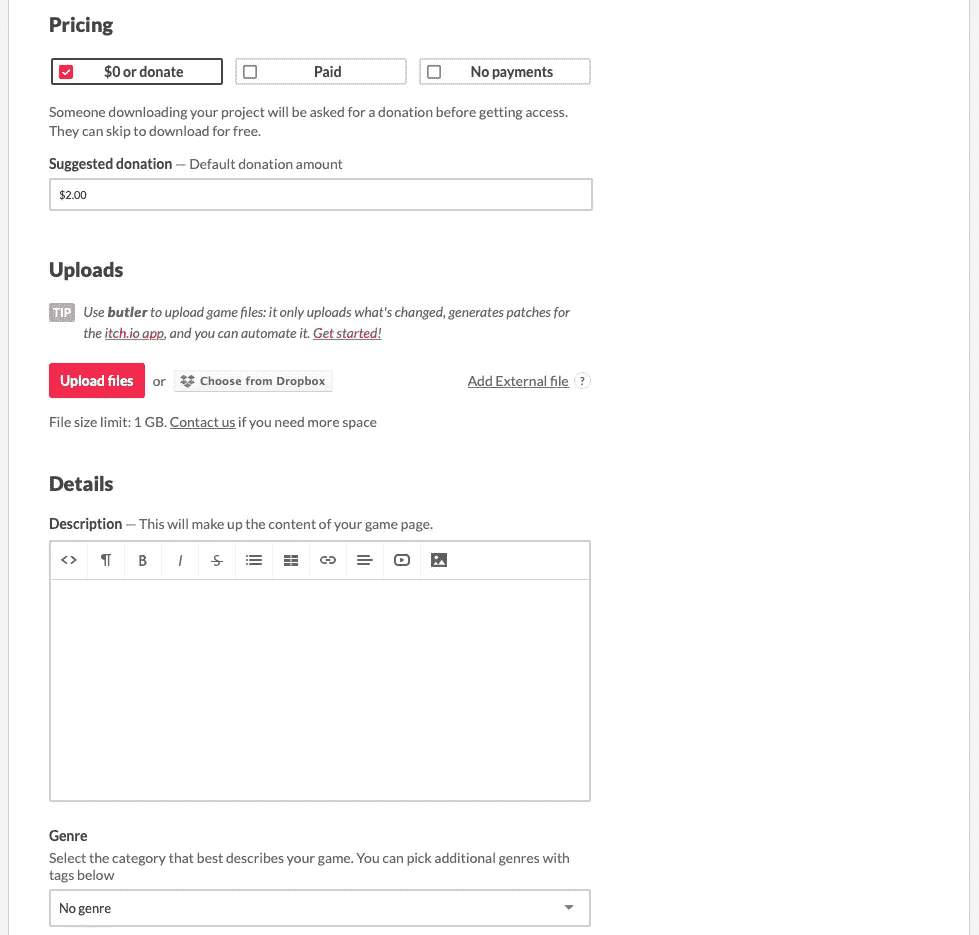 Pricing
$0 or donate
Paid
No payments
Someone downloading your project will be asked for a donation before getting access.
They can skip to download for free.
Suggested donation — Default donation amount
$2.00
Uploads
TIP Use butler to upload game files: it only uploads what's changed, generates patches for
the itch.io app, and you can automate it. Get started!
Upload files or Choose from Dropbox Add External file ?
File size limit: 1 GB. Contact us if you need more space
Details
Description — This will make up the content of your game page.
<> ¶ B I S
Genre
Select the category that best describes your game. You can pick additional genres with
tags below
No genre